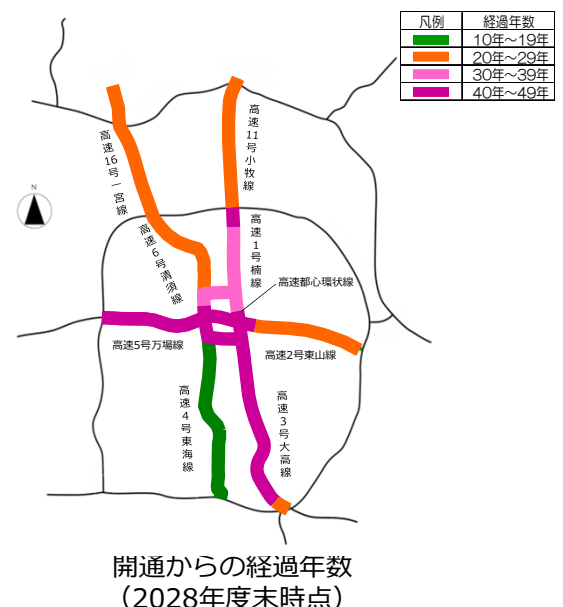 凡例 経過年数
10年～19年
20年～29年
30年～39年
40年～49年
高速11号小牧線
高速16号一宮線
N
高速1号楠線
高速6号清須線
高速都心環状線
高速5号万場線
高速2号東山線
高速4号東海線
高速3号大高線
開通からの経過年数
（2028年度末時点）